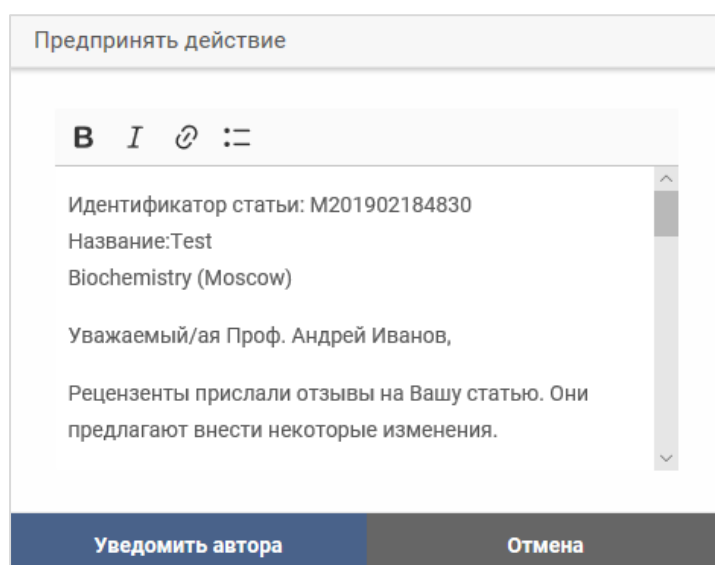 Предпринять действие
B I
Идентификатор статьи: M201902184830
Название:Test
Biochemistry (Moscow)
Уважаемый/ая Проф. Андрей Иванов,
Рецензенты прислали отзывы на Вашу статью. Они
предлагают внести некоторые изменения.
Уведомить автора
Отмена